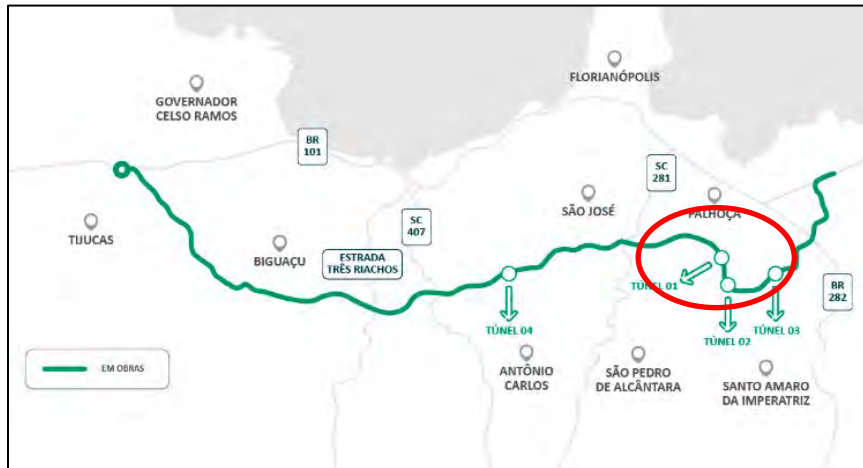 FLORIANÓPOLIS
GOVERNADOR
CELSO RAMOS
BR
101
SC
281
SÃO JOSÉ
PALHOÇA
TIJUCAS
SC
407
BIGUAÇU
ESTRADA
TRÊS RIACHOS
TÚNEL 01
BR
282
TÚNEL 04
TÚNEL 02
TÚNEL 03
EM OBRAS
ANTÔNIO
CARLOS
SÃO PEDRO
DE ALCÂNTARA
SANTO AMARO
DA IMPERATRIZ